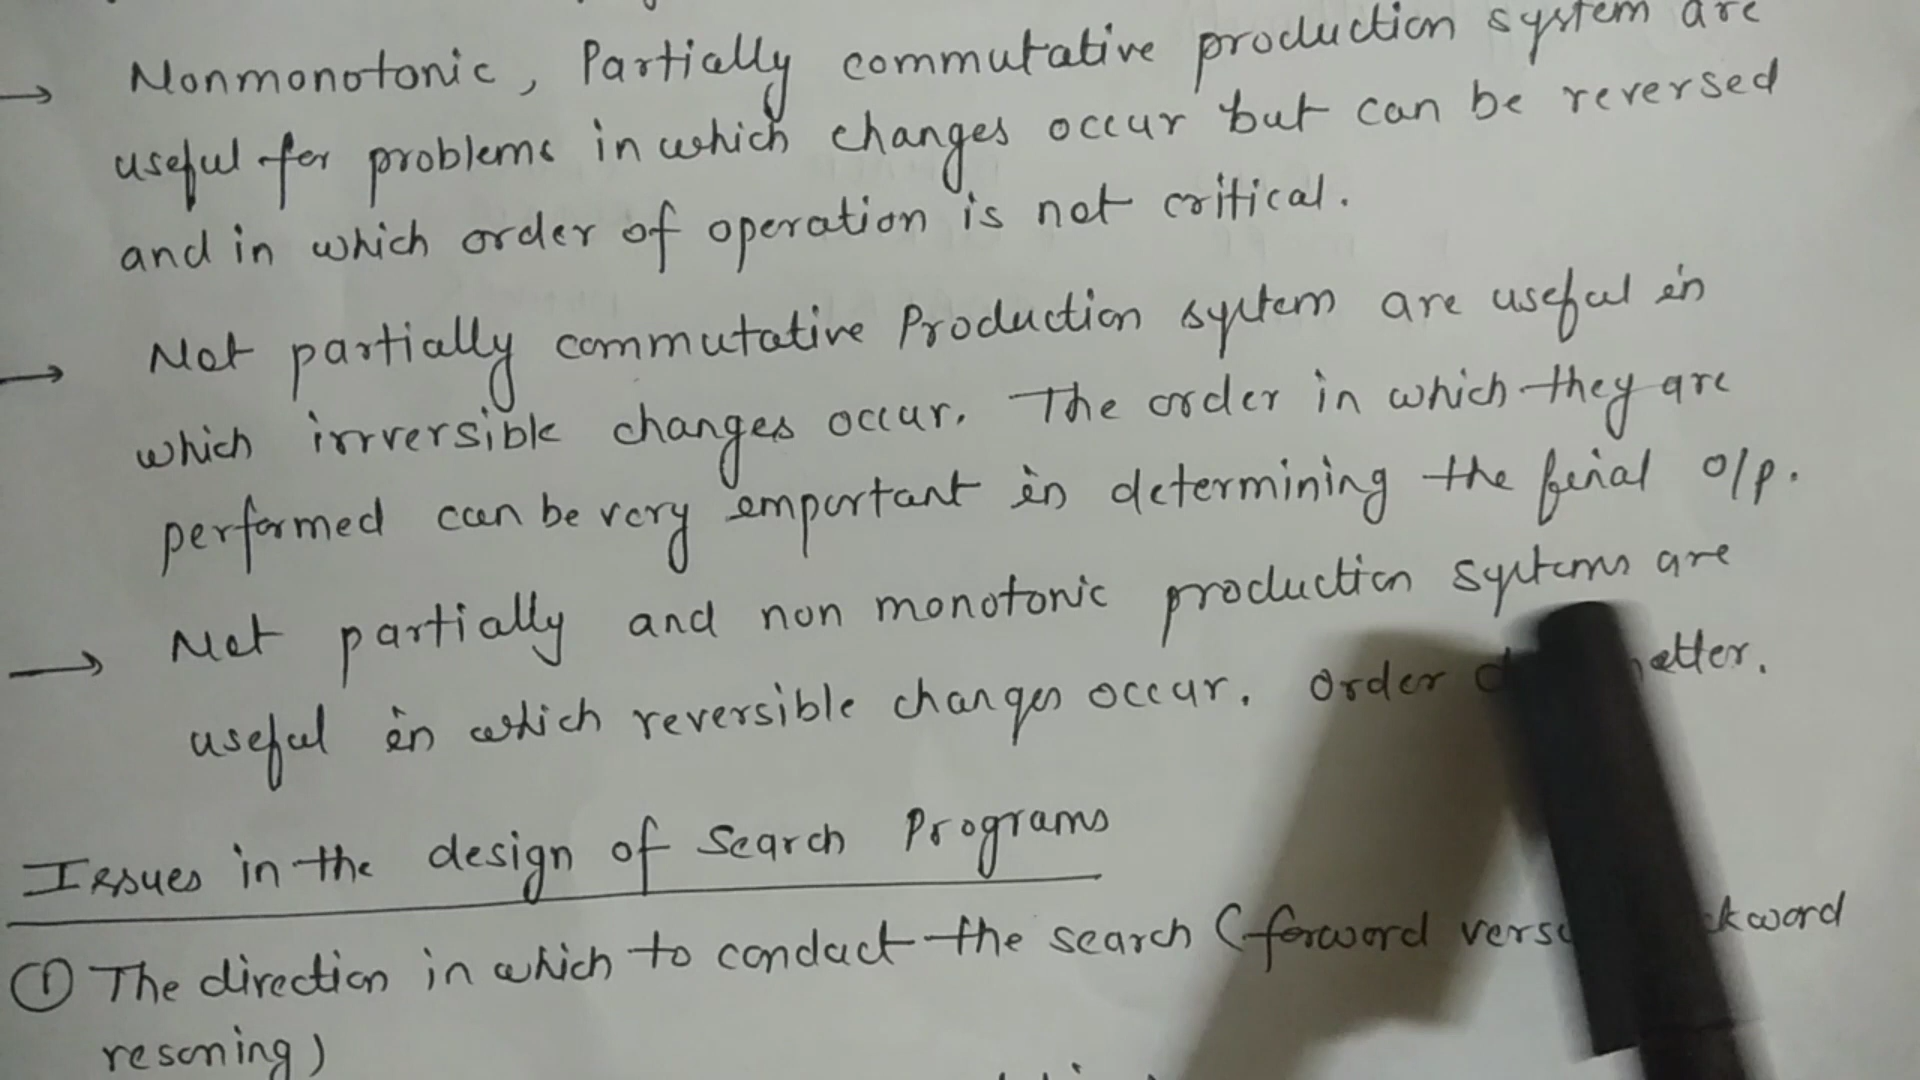 → Nonmonotonic, Partially commutative production system are
useful for problems in which changes occur but can be reversed
and in which order of operation is not critical.
→ Not partially commutative Production system are useful in
which irrversible changes occur. The order in which they are
performed can be very important in determining the final o/p.
→ Not partially and non monotonic production systems are
useful in which reversible changes occur. Order
Issues in the design of Search Programs
① The direction in which to conduct the search (forword
resoning)